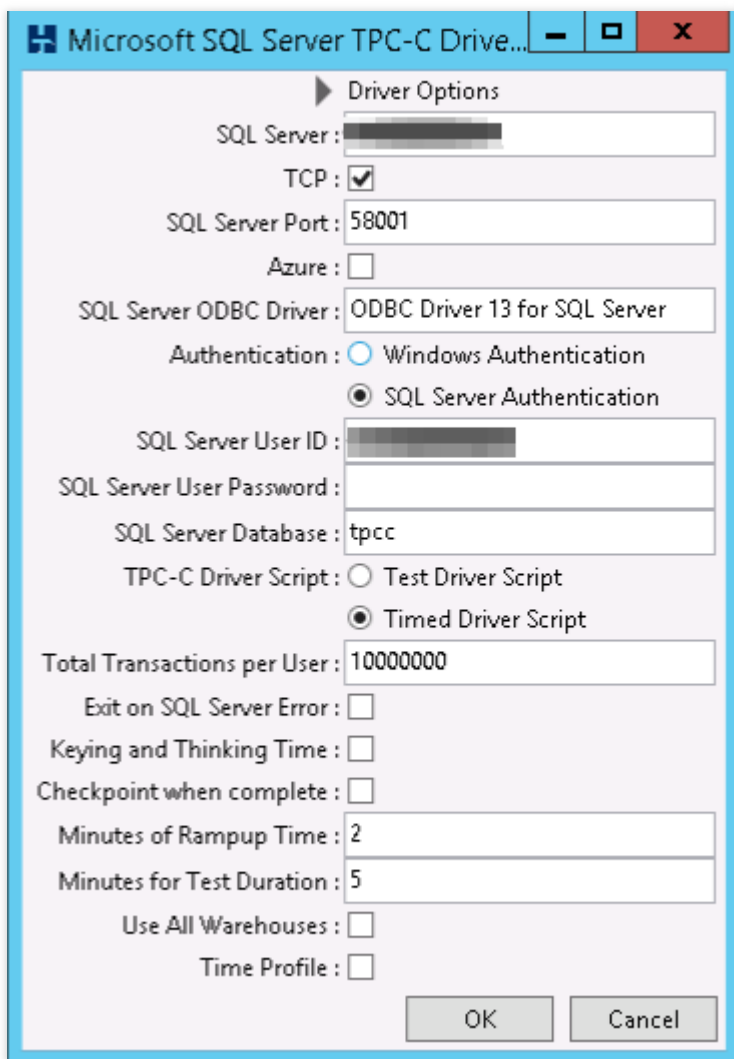 Microsoft SQL Server TPC-C Drive...
Driver Options
SQL Server :
TCP :
SQL Server Port : 58001
Azure :
SQL Server ODBC Driver : ODBC Driver 13 for SQL Server
Authentication : Windows Authentication
SQL Server Authentication
SQL Server User ID :
SQL Server User Password :
SQL Server Database : tpcc
TPC-C Driver Script : Test Driver Script
Timed Driver Script
Total Transactions per User : 10000000
Exit on SQL Server Error :
Keying and Thinking Time :
Checkpoint when complete :
Minutes of Rampup Time : 2
Minutes for Test Duration : 5
Use All Warehouses :
Time Profile :
OK Cancel